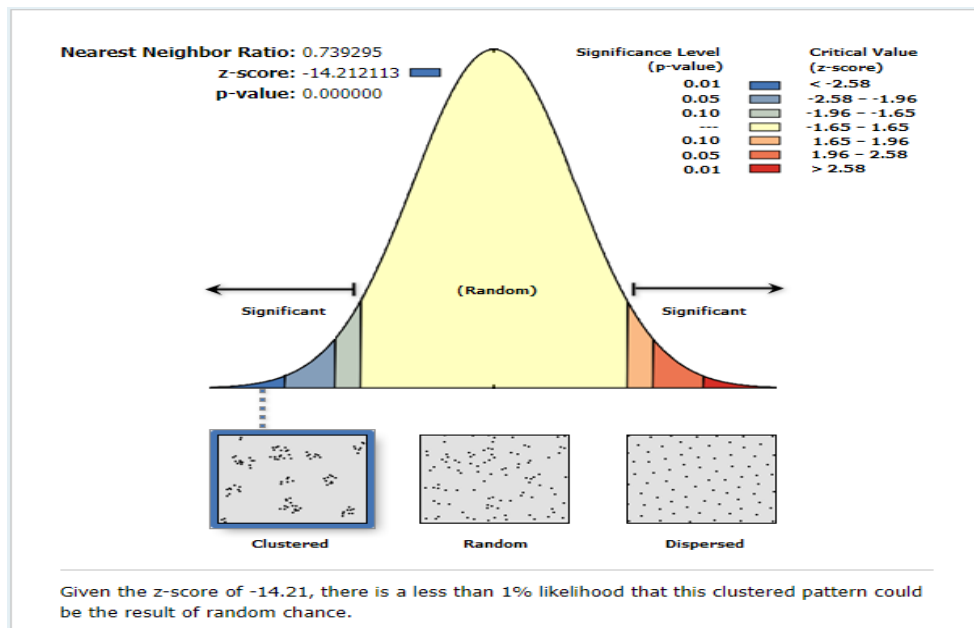 Nearest Neighbor Ratio: 0.739295
z-score: -14.212113
p-value: 0.000000
Significance Level
(p-value)
Critical Value
(z-score)
0.01 < -2.58
0.05 -2.58 – -1.96
0.10 -1.96 – -1.65
--- -1.65 – 1.65
0.10 1.65 – 1.96
0.05 1.96 – 2.58
0.01 > 2.58
(Random)
Significant
Significant
Clustered
Random
Dispersed
Given the z-score of -14.21, there is a less than 1% likelihood that this clustered pattern could
be the result of random chance.